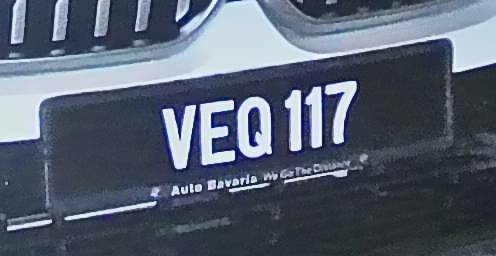 VEQ 117
Auto Bavaria We Go The Distance